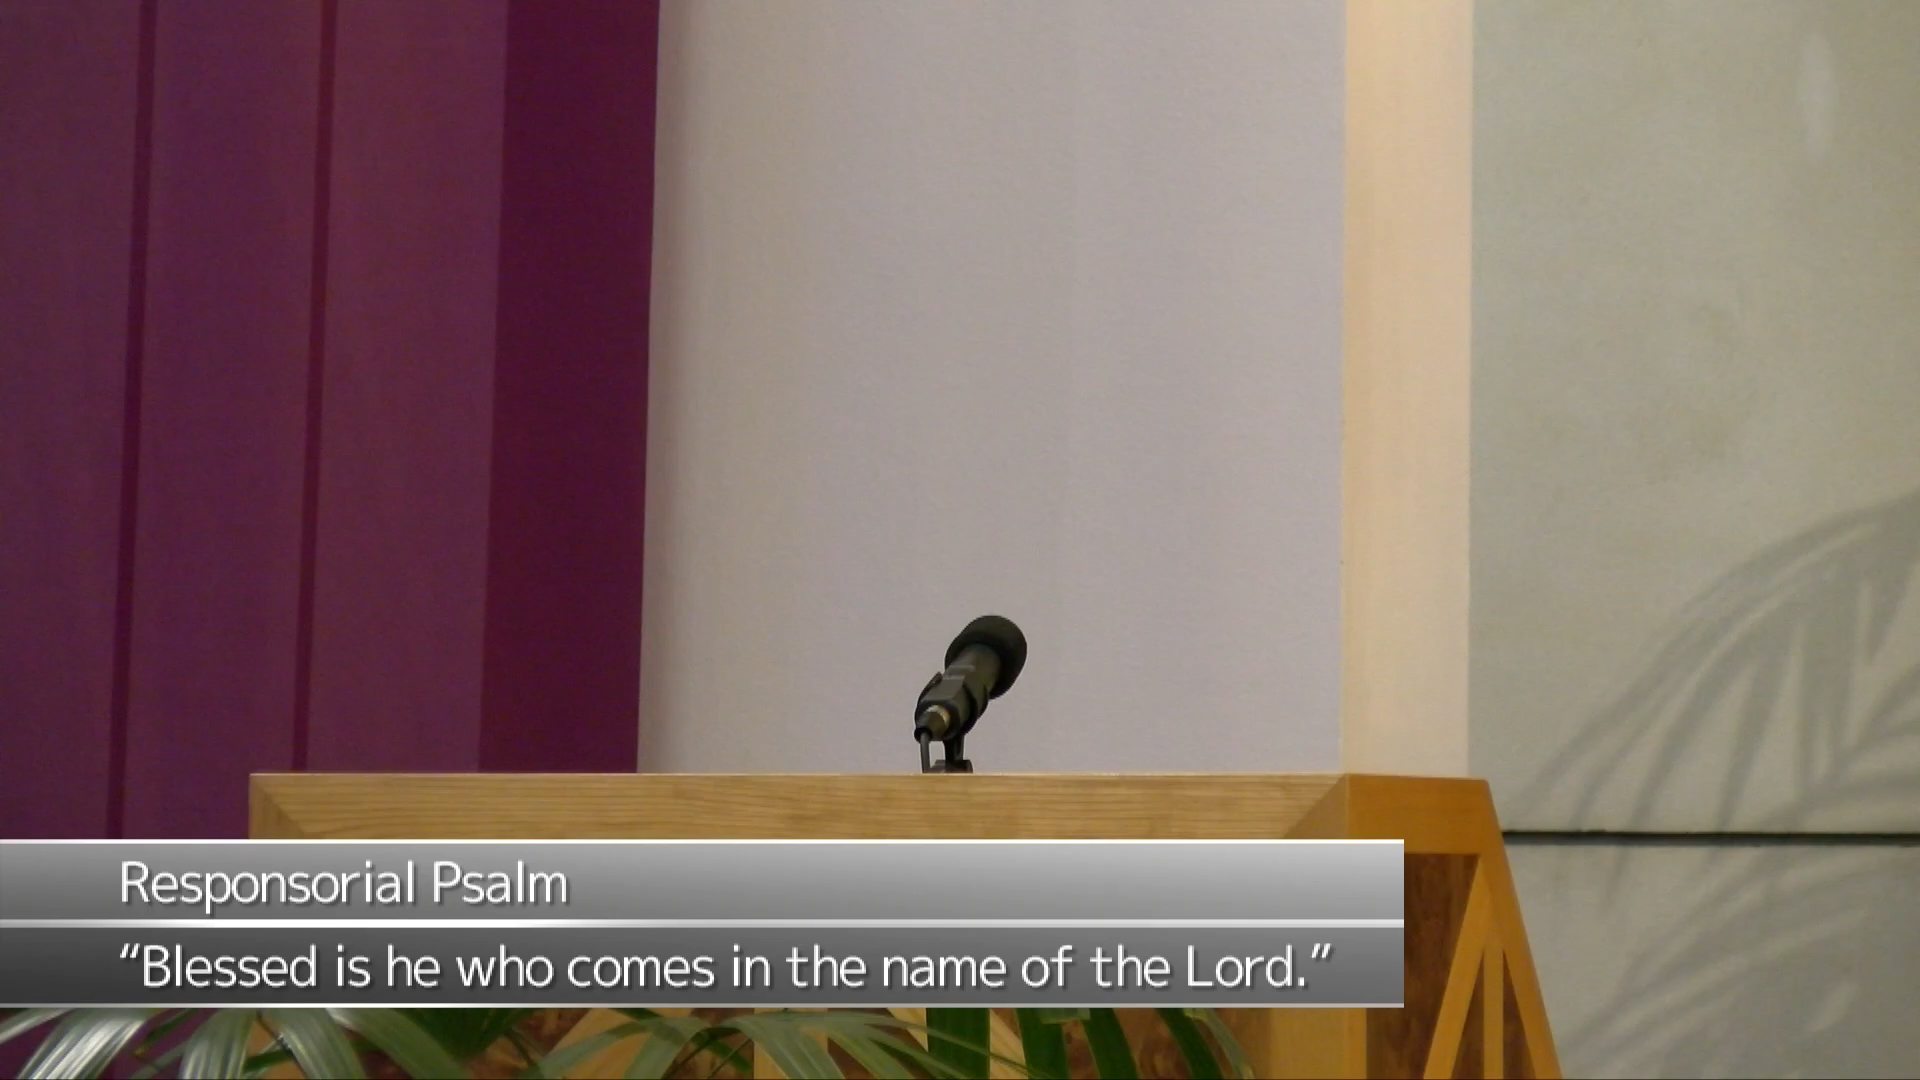 Responsorial Psalm
“Blessed is he who comes in the name of the Lord.”